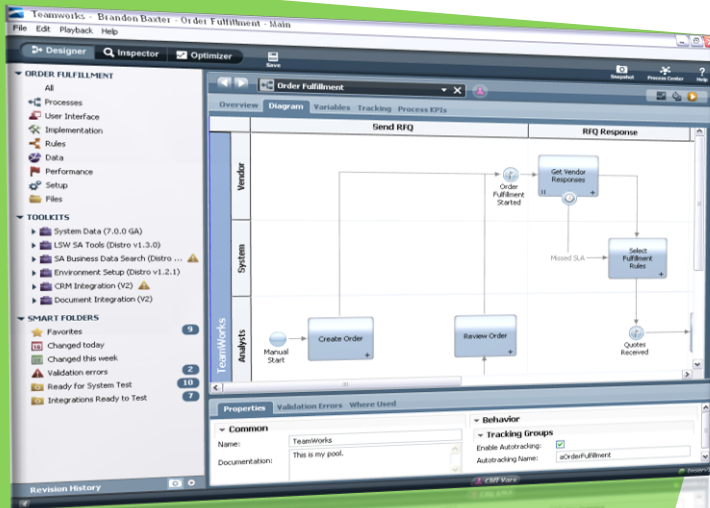 Teamworks - Brandon Baxter - Order Fulfillment - Main
File Edit Playback Help
Designer Inspector Optimizer
Save
Snapshot Process Center Help
ORDER FULFILLMENT
All
Processes
User Interface
Implementation
Rules
Data
Performance
Setup
Files
TOOLKITS
System Data (7.0.0 GA)
LSW SA Tools (Distro v1.3.0)
SA Business Data Search (Distro ...
Environment Setup (Distro v1.2.1)
CRM Integration (V2)
Document Integration (V2)
SMART FOLDERS
Favorites 9
Changed today
Changed this week
Validation errors 2
Ready for System Test 10
Integrations Ready to Test 7
Revision History
Order Fulfillment
Overview Diagram Variables Tracking Process KPIs
Send RFQ RFQ Response
TeamWorks
Vendor
System
Analysts
Order
Fulfillment
Started
Get Vendor
Responses
Missed SLA
Select
Fulfillment
Rules
Manual
Start
Create Order
Review Order
Quotes
Received
Properties Validation Errors Where Used
Common
Name: TeamWorks
Documentation: This is my pool.
Behavior
Tracking Groups
Enable Autotracking:
Autotracking Name: aOrderFulfillment